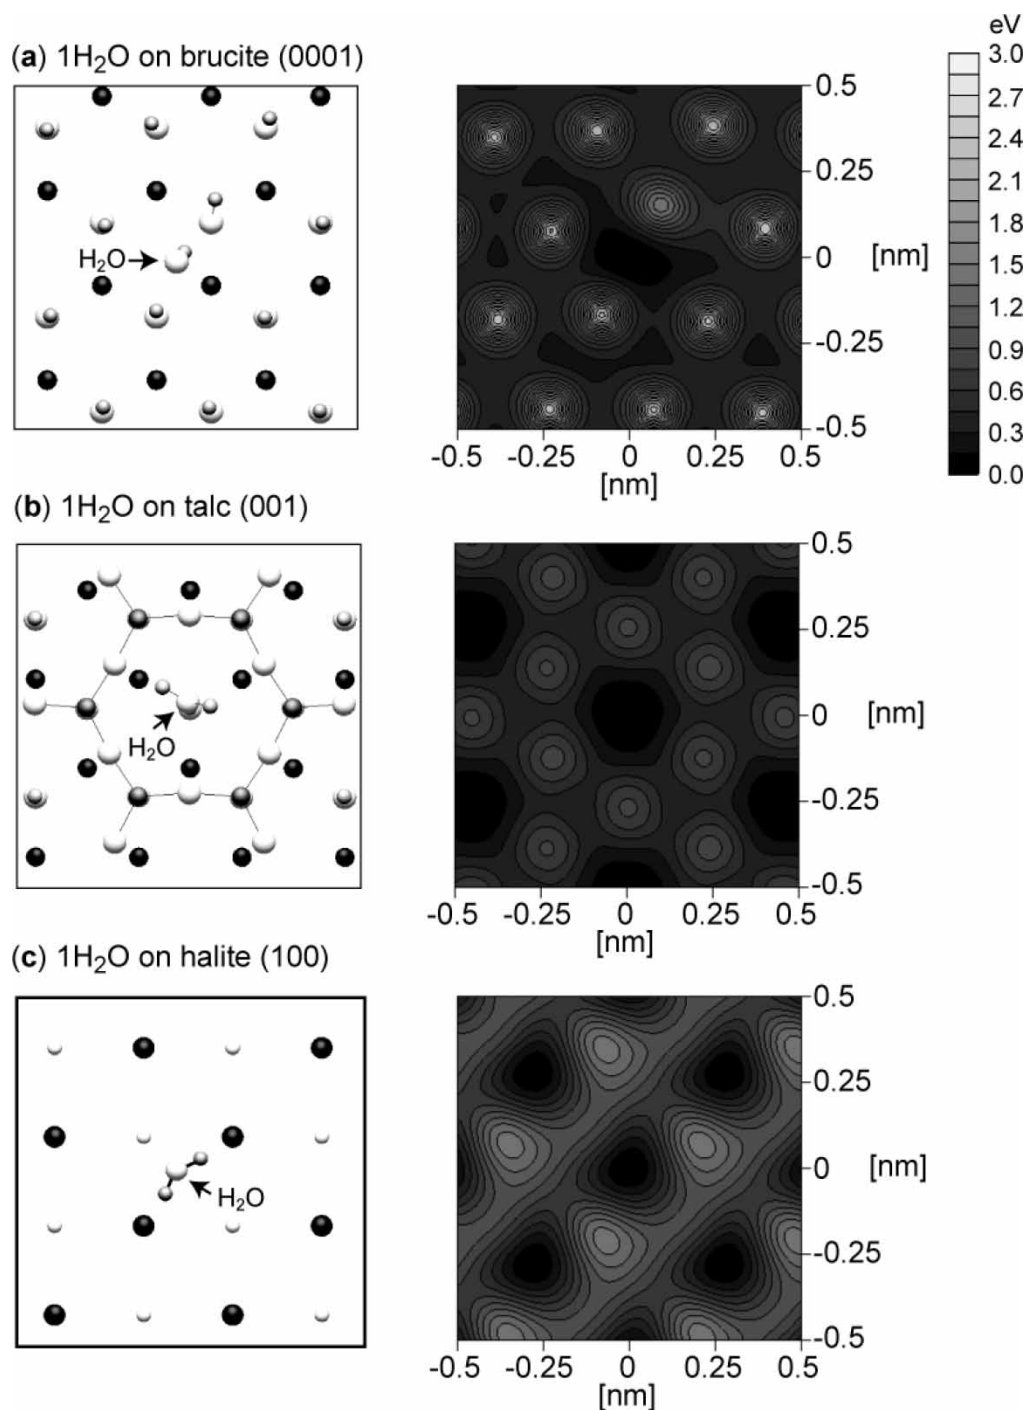 eV
(a) 1H₂O on brucite (0001)
3.0
2.7
2.4
2.1
1.8
1.5
1.2
0.9
0.6
0.3
0.0
H₂O
0.5
0.25
0 [nm]
-0.25
-0.5
-0.5 -0.25 0 0.25 0.5
[nm]
(b) 1H₂O on talc (001)
H₂O
0.5
0.25
0 [nm]
-0.25
-0.5
-0.5 -0.25 0 0.25 0.5
[nm]
(c) 1H₂O on halite (100)
H₂O
0.5
0.25
0 [nm]
-0.25
-0.5
-0.5 -0.25 0 0.25 0.5
[nm]